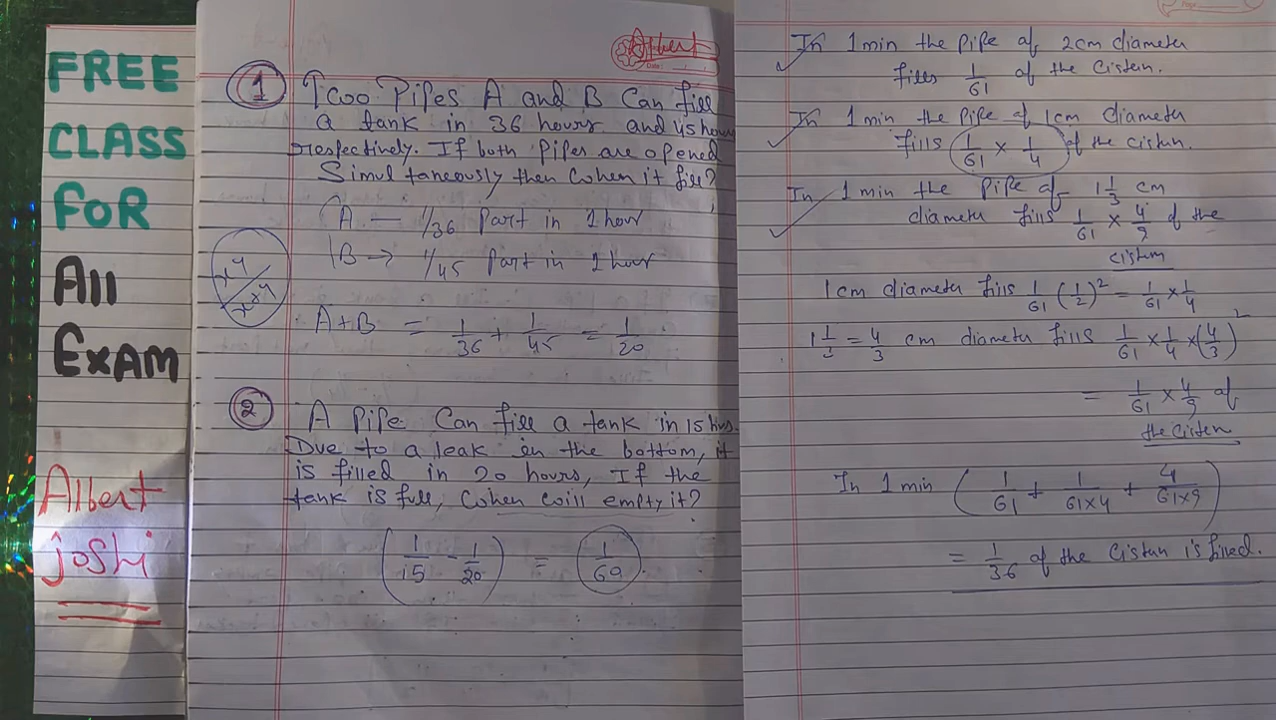 FREE
CLASS
FOR
All
EXAM
Albert
joshi
Albert
Date:
1 Two Pipes A and B Can fill
a tank in 36 hours and 45 hours
respectively. If both Pipes are opened
Simultaneously then when it fill?
A — 1/36 Part in 1 hour
B → 1/45 Part in 1 hour
A+B = 1/36 + 1/45 = 1/20
2 A Pipe Can fill a tank in 15 hrs.
Due to a leak in the bottom, it
is filled in 20 hours, If the
tank is full, when will empty it?
(1/15 - 1/20) = 1/60
Page:
In 1 min the Pipe of 2cm diameter
fills 1/61 of the Cistern.
In 1 min the Pipe of 1cm diameter
fills 1/61 × 1/4 of the cistern.
In 1 min the Pipe of 1 1/3 cm
diameter fills 1/61 × 4/9 of the
cistern
1cm diameter fills 1/61 (1/2)² = 1/61 × 1/4
1 1/3 = 4/3 cm diameter fills 1/61 × 1/4 × (4/3)²
= 1/61 × 4/9 of
the Cistern
In 1 min (1/61 + 1/61×4 + 4/61×9)
= 1/36 of the Cistern is filled.